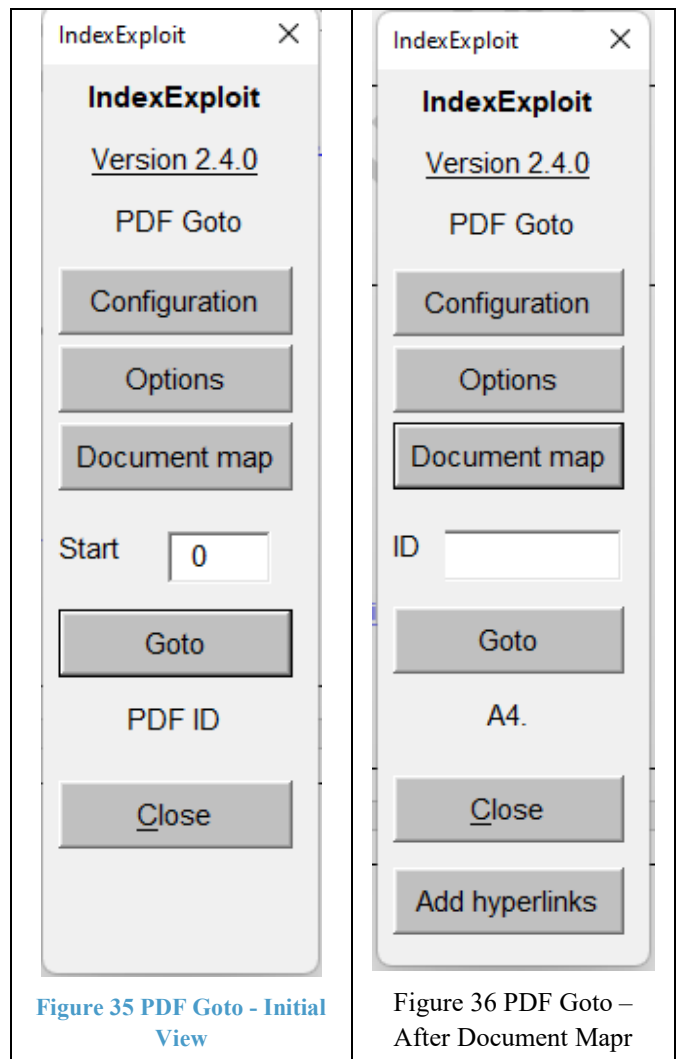 IndexExploit
IndexExploit
Version 2.4.0
PDF Goto
Configuration
Options
Document map
Start 0
Goto
PDF ID
Close
Figure 35 PDF Goto - Initial
View
IndexExploit
IndexExploit
Version 2.4.0
PDF Goto
Configuration
Options
Document map
ID
Goto
A4.
Close
Add hyperlinks
Figure 36 PDF Goto –
After Document Mapr